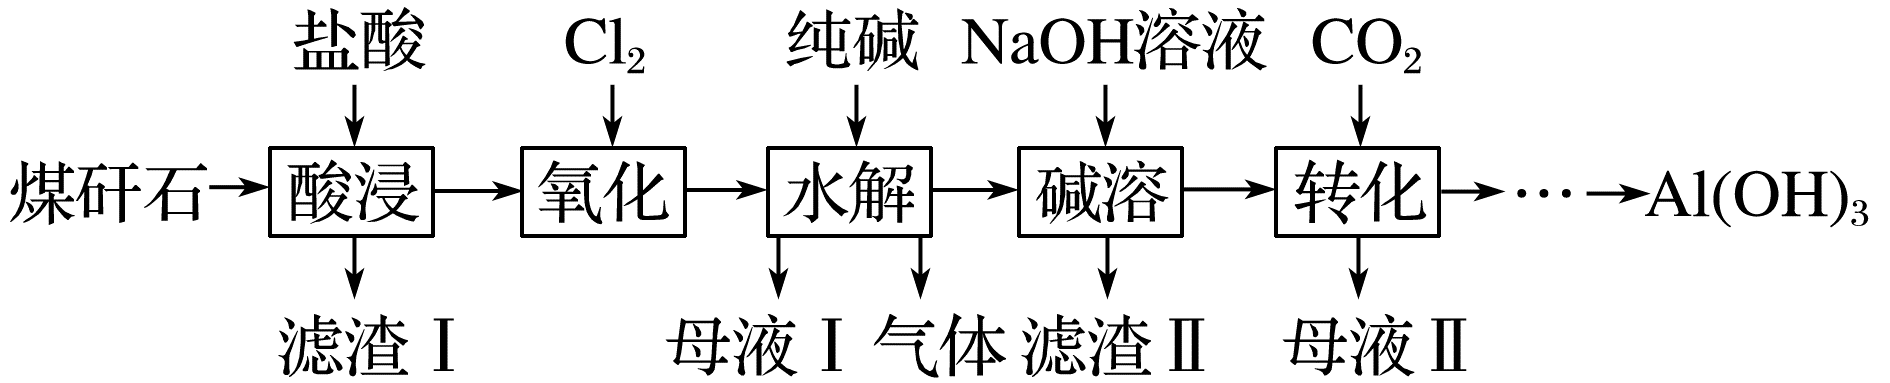 盐酸 Cl₂ 纯碱 NaOH溶液 CO₂
煤矸石 酸浸 氧化 水解 碱溶 转化 … Al(OH)₃
滤渣Ⅰ 母液Ⅰ 气体 滤渣Ⅱ 母液Ⅱ